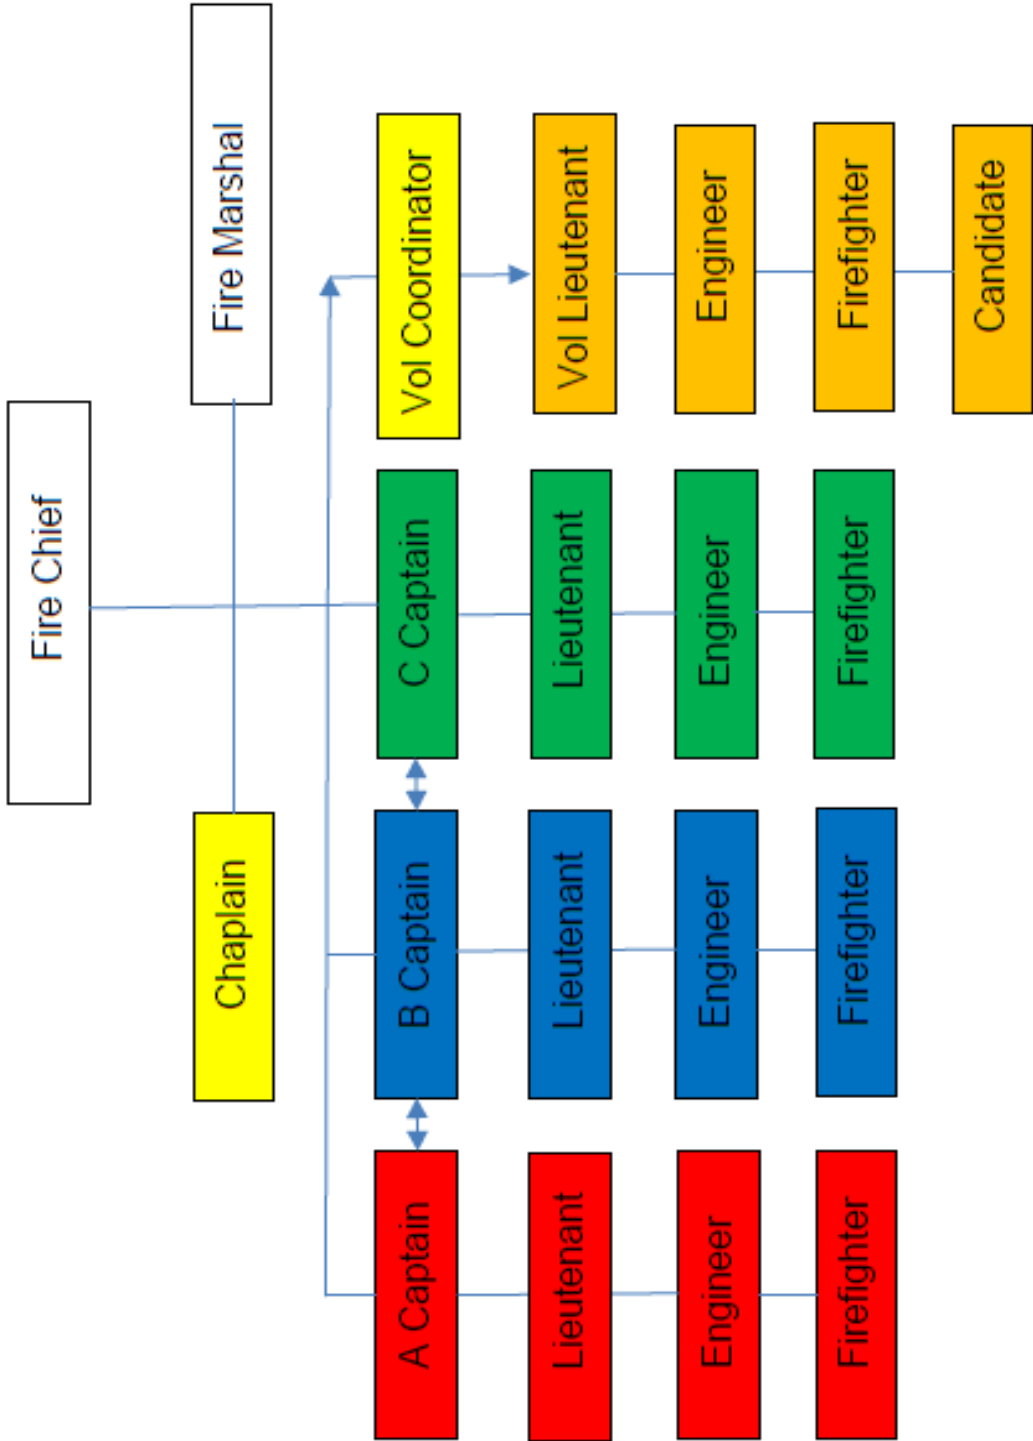 Fire Chief
Chaplain
Fire Marshal
A Captain
B Captain
C Captain
Vol Coordinator
Lieutenant
Lieutenant
Lieutenant
Vol Lieutenant
Engineer
Engineer
Engineer
Engineer
Firefighter
Firefighter
Firefighter
Firefighter
Candidate